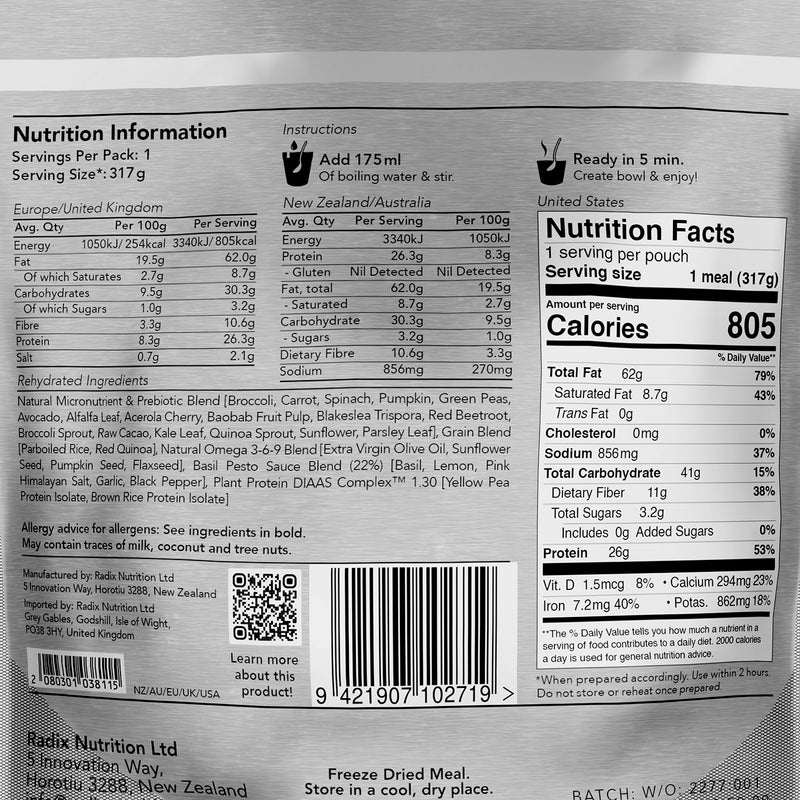 Nutrition Information
Servings Per Pack: 1
Serving Size*: 317g
Instructions
Add 175ml
Of boiling water & stir.
Ready in 5 min.
Create bowl & enjoy!
Europe/United Kingdom
Avg. Qty Per 100g Per Serving
Energy 1050kJ/254kcal 3340kJ/805kcal
Fat 19.5g 62.0g
Of which Saturates 2.7g 8.7g
Carbohydrates 9.5g 30.3g
Of which Sugars 1.0g 3.2g
Fibre 3.3g 10.6g
Protein 8.3g 26.3g
Salt 0.7g 2.1g
New Zealand/Australia
Avg. Qty Per Serving Per 100g
Energy 3340kJ 1050kJ
Protein 26.3g 8.3g
- Gluten Nil Detected Nil Detected
Fat, total 62.0g 19.5g
- Saturated 8.7g 2.7g
Carbohydrate 30.3g 9.5g
- Sugars 3.2g 1.0g
Dietary Fibre 10.6g 3.3g
Sodium 856mg 270mg
Rehydrated Ingredients
Natural Micronutrient & Prebiotic Blend [Broccoli, Carrot, Spinach, Pumpkin, Green Peas,
Avocado, Alfalfa Leaf, Acerola Cherry, Baobab Fruit Pulp, Blakeslea Trispora, Red Beetroot,
Broccoli Sprout, Raw Cacao, Kale Leaf, Quinoa Sprout, Sunflower, Parsley Leaf], Grain Blend
[Parboiled Rice, Red Quinoa], Natural Omega 3-6-9 Blend [Extra Virgin Olive Oil, Sunflower
Seed, Pumpkin Seed, Flaxseed], Basil Pesto Sauce Blend (22%) [Basil, Lemon, Pink
Himalayan Salt, Garlic, Black Pepper], Plant Protein DIAAS Complex™ 1.30 [Yellow Pea
Protein Isolate, Brown Rice Protein Isolate]
Allergy advice for allergens: See ingredients in bold.
May contain traces of milk, coconut and tree nuts.
Manufactured by: Radix Nutrition Ltd
5 Innovation Way, Horotiu 3288, New Zealand
Imported by: Radix Nutrition Ltd
Grey Gables, Godshill, Isle of Wight,
PO38 3HY, United Kingdom
2 080301 038115
NZ/AU/EU/UK/USA
Learn more
about this
product!
9 421907 102719 >
United States
Nutrition Facts
1 serving per pouch
Serving size 1 meal (317g)
Amount per serving
Calories 805
% Daily Value**
Total Fat 62g 79%
Saturated Fat 8.7g 43%
Trans Fat 0g
Cholesterol 0mg 0%
Sodium 856mg 37%
Total Carbohydrate 41g 15%
Dietary Fiber 11g 38%
Total Sugars 3.2g
Includes 0g Added Sugars 0%
Protein 26g 53%
Vit. D 1.5mcg 8% • Calcium 294mg 23%
Iron 7.2mg 40% • Potas. 862mg 18%
**The % Daily Value tells you how much a nutrient in a
serving of food contributes to a daily diet. 2000 calories
a day is used for general nutrition advice.
*When prepared accordingly. Use within 2 hours.
Do not store or reheat once prepared.
Radix Nutrition Ltd
5 Innovation Way,
Horotiu 3288, New Zealand
Freeze Dried Meal.
Store in a cool, dry place.
BATCH: W/O: 2277 001